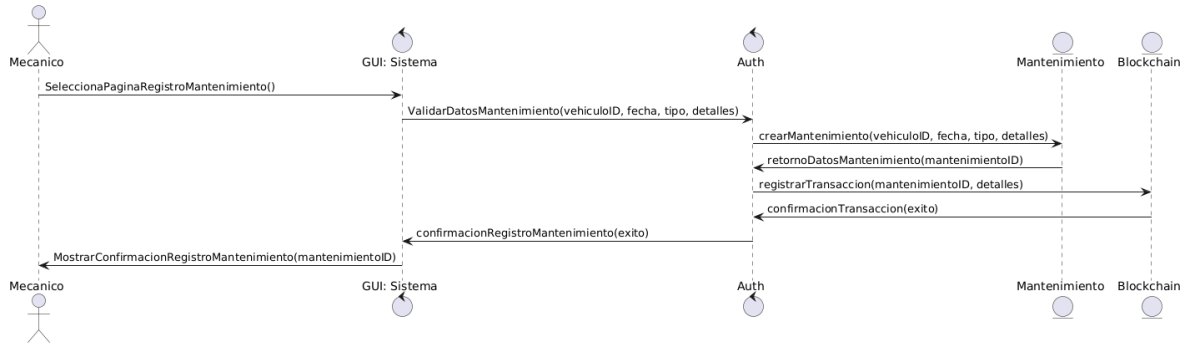 Mecanico
GUI: Sistema
Auth
Mantenimiento
Blockchain
SeleccionaPaginaRegistroMantenimiento()
ValidarDatosMantenimiento(vehiculoID, fecha, tipo, detalles)
crearMantenimiento(vehiculoID, fecha, tipo, detalles)
retornoDatosMantenimiento(mantenimientoID)
registrarTransaccion(mantenimientoID, detalles)
confirmacionTransaccion(exito)
confirmacionRegistroMantenimiento(exito)
MostrarConfirmacionRegistroMantenimiento(mantenimientoID)
Mecanico
GUI: Sistema
Auth
Mantenimiento
Blockchain